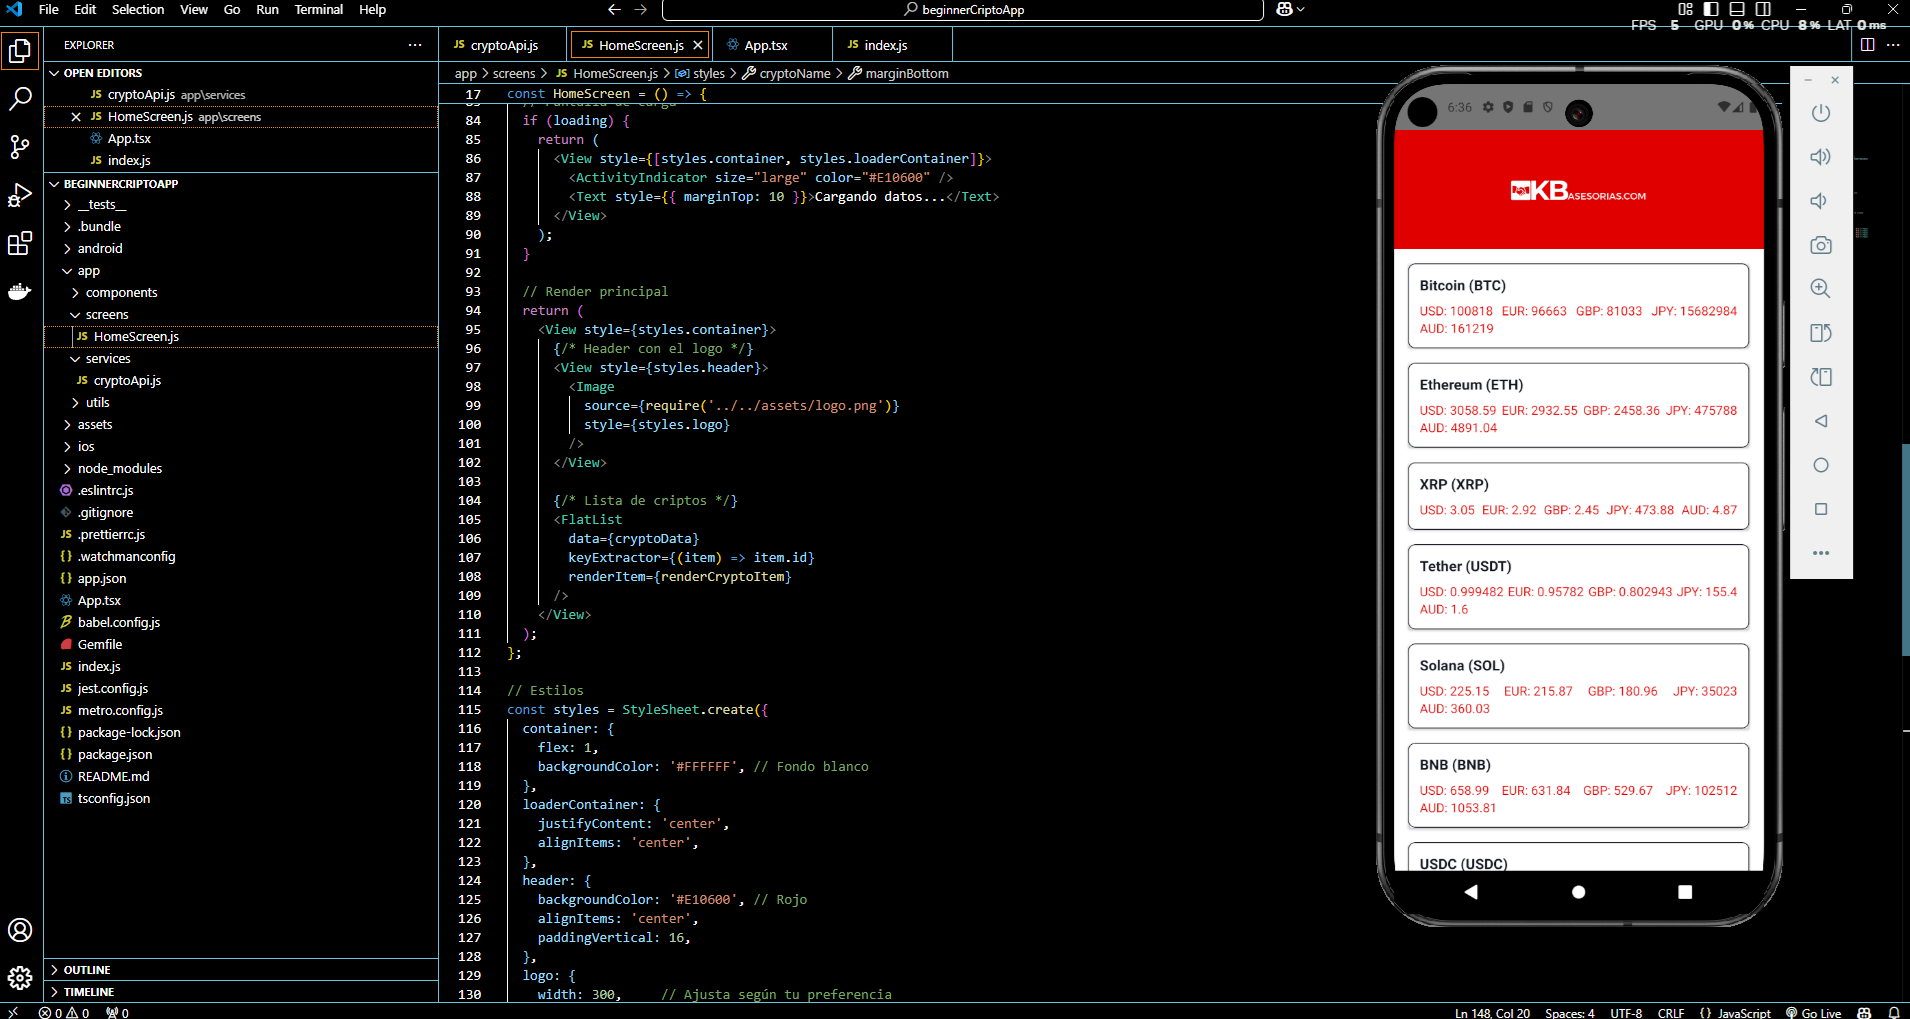 File Edit Selection View Go Run Terminal Help
beginnerCriptoApp
FPS 5 GPU 0% CPU 8% LAT 0 ms
EXPLORER
OPEN EDITORS
JS cryptoApi.js app\services
JS HomeScreen.js app\screens
App.tsx
JS index.js
BEGINNERCRIPTOAPP
__tests__
.bundle
android
app
components
screens
JS HomeScreen.js
services
JS cryptoApi.js
utils
assets
ios
node_modules
.eslintrc.js
.gitignore
JS .prettierrc.js
{} .watchmanconfig
{} app.json
App.tsx
babel.config.js
Gemfile
JS index.js
JS jest.config.js
JS metro.config.js
{} package-lock.json
{} package.json
README.md
TS tsconfig.json
OUTLINE
TIMELINE
JS cryptoApi.js
JS HomeScreen.js
App.tsx
JS index.js
app > screens > JS HomeScreen.js > styles > cryptoName > marginBottom
17 const HomeScreen = () => {
84 if (loading) {
85 return (
86 <View style={[styles.container, styles.loaderContainer]}>
87 <ActivityIndicator size="large" color="#E10600" />
88 <Text style={{ marginTop: 10 }}>Cargando datos...</Text>
89 </View>
90 );
91 }
92
93 // Render principal
94 return (
95 <View style={styles.container}>
96 {/* Header con el logo */}
97 <View style={styles.header}>
98 <Image
99 source={require('../../assets/logo.png')}
100 style={styles.logo}
101 />
102 </View>
103
104 {/* Lista de criptos */}
105 <FlatList
106 data={cryptoData}
107 keyExtractor={(item) => item.id}
108 renderItem={renderCryptoItem}
109 />
110 </View>
111 );
112 };
113
114 // Estilos
115 const styles = StyleSheet.create({
116 container: {
117 flex: 1,
118 backgroundColor: '#FFFFFF', // Fondo blanco
119 },
120 loaderContainer: {
121 justifyContent: 'center',
122 alignItems: 'center',
123 },
124 header: {
125 backgroundColor: '#E10600', // Rojo
126 alignItems: 'center',
127 paddingVertical: 16,
128 },
129 logo: {
130 width: 300, // Ajusta según tu preferencia
6:36
KBASESORIAS.COM
Bitcoin (BTC)
USD: 100818 EUR: 96663 GBP: 81033 JPY: 15682984
AUD: 161219
Ethereum (ETH)
USD: 3058.59 EUR: 2932.55 GBP: 2458.36 JPY: 475788
AUD: 4891.04
XRP (XRP)
USD: 3.05 EUR: 2.92 GBP: 2.45 JPY: 473.88 AUD: 4.87
Tether (USDT)
USD: 0.999482 EUR: 0.95782 GBP: 0.802943 JPY: 155.4
AUD: 1.6
Solana (SOL)
USD: 225.15 EUR: 215.87 GBP: 180.96 JPY: 35023
AUD: 360.03
BNB (BNB)
USD: 658.99 EUR: 631.84 GBP: 529.67 JPY: 102512
AUD: 1053.81
USDC (USDC)
0 0 0
Ln 148, Col 20 Spaces: 4 UTF-8 CRLF {} JavaScript Go Live